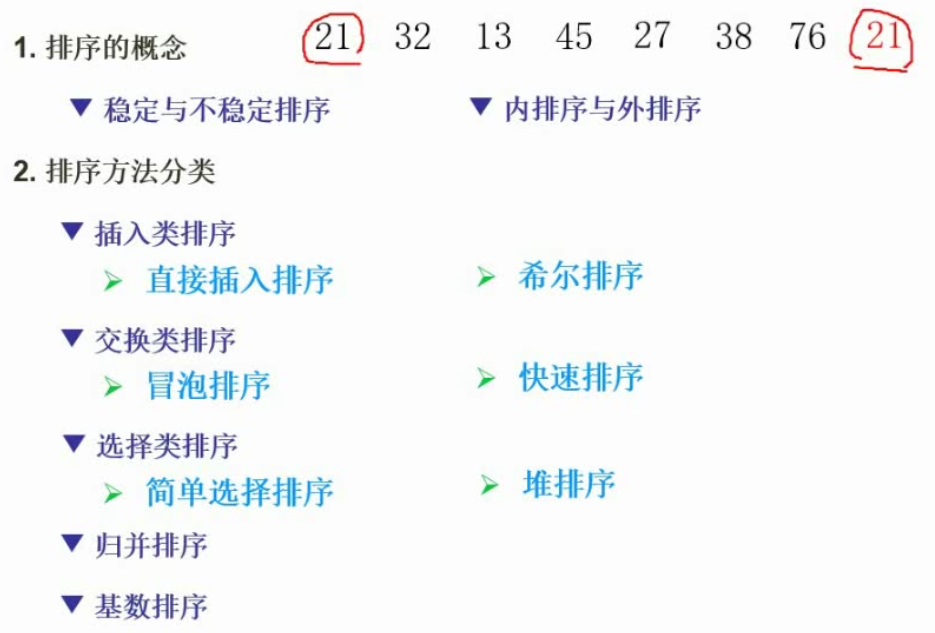 1. 排序的概念 21 32 13 45 27 38 76 21
▼ 稳定与不稳定排序 ▼ 内排序与外排序
2. 排序方法分类
▼ 插入类排序
➢ 直接插入排序 ➢ 希尔排序
▼ 交换类排序
➢ 冒泡排序 ➢ 快速排序
▼ 选择类排序
➢ 简单选择排序 ➢ 堆排序
▼ 归并排序
▼ 基数排序